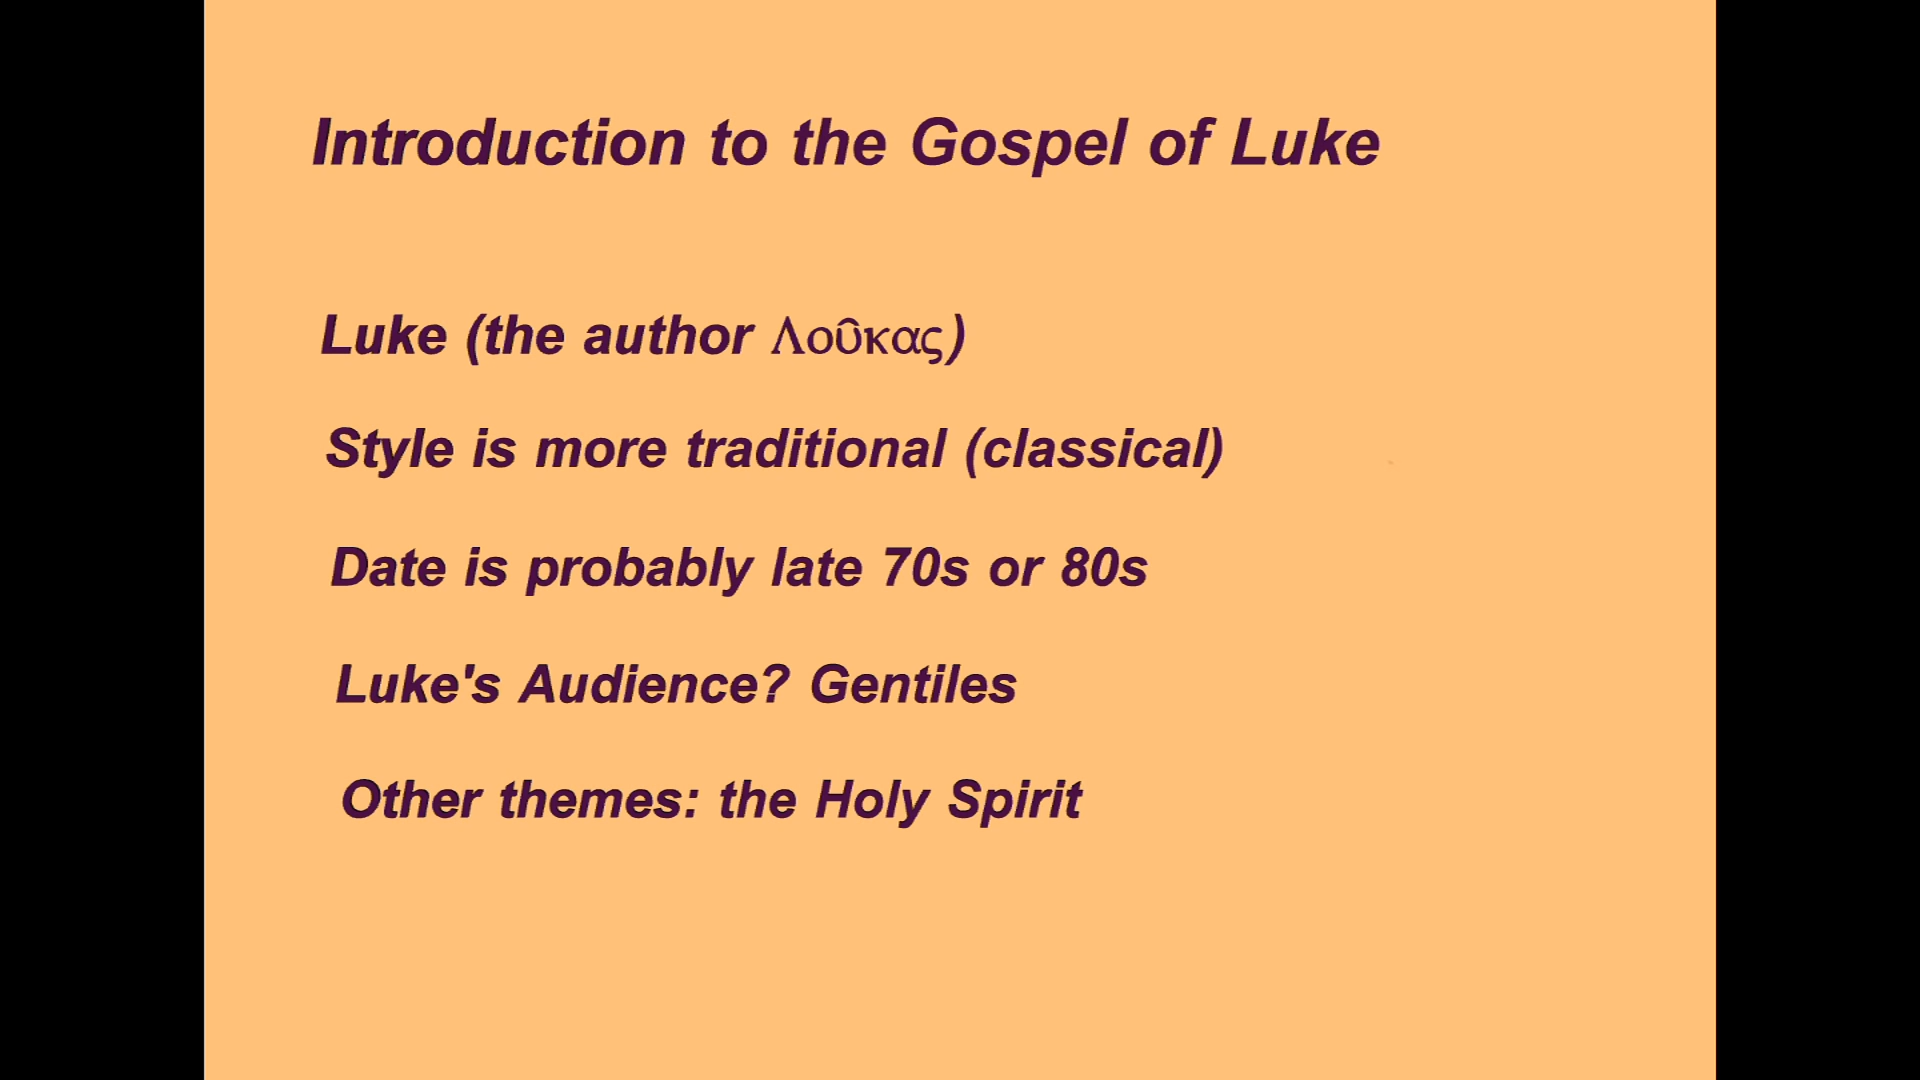 Introduction to the Gospel of Luke
Luke (the author Λοῦκας)
Style is more traditional (classical)
Date is probably late 70s or 80s
Luke's Audience? Gentiles
Other themes: the Holy Spirit